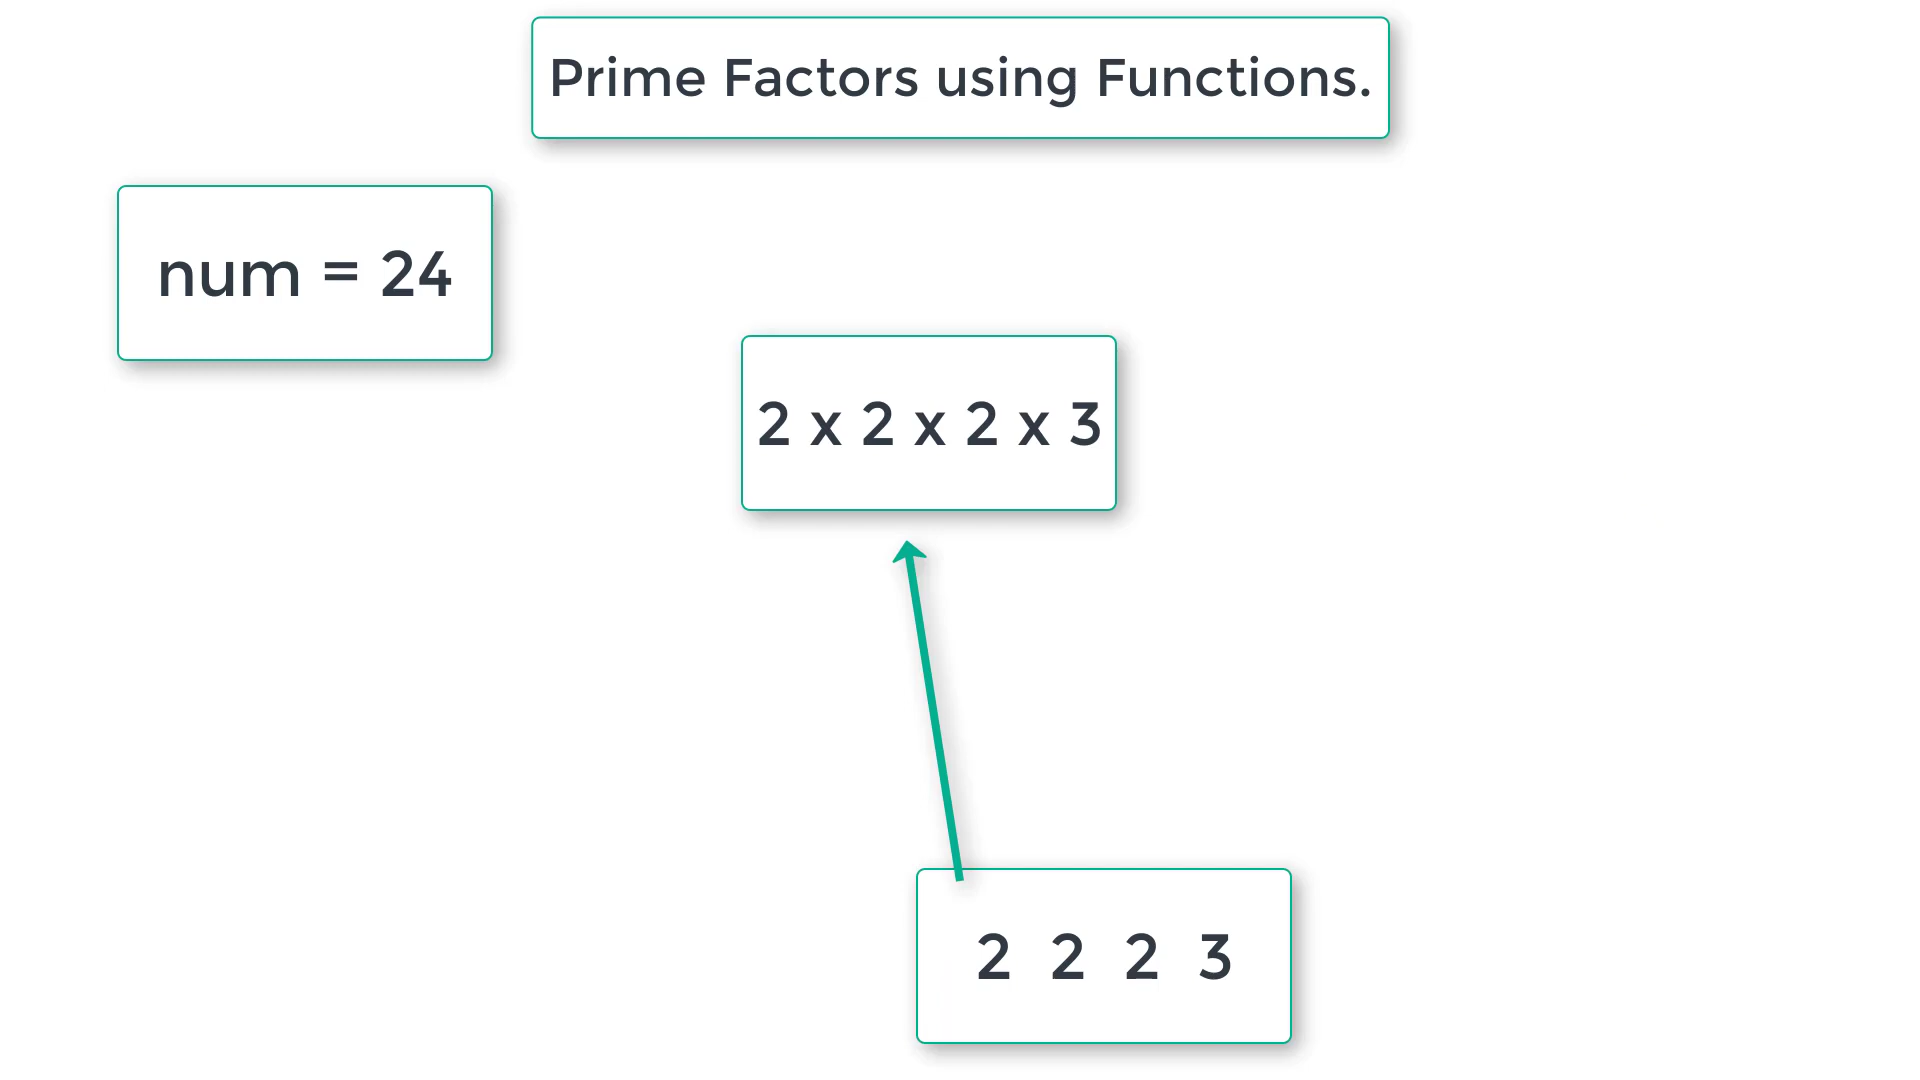 Prime Factors using Functions.
num = 24
2 x 2 x 2 x 3
2 2 2 3